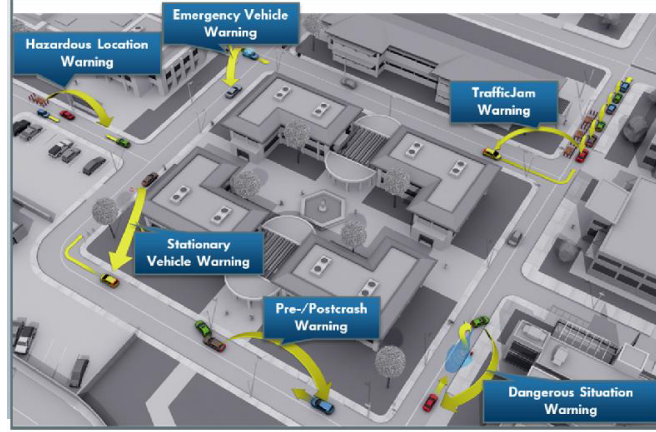 Emergency Vehicle
Warning
Hazardous Location
Warning
TrafficJam
Warning
Stationary
Vehicle Warning
Pre-/Postcrash
Warning
Dangerous Situation
Warning